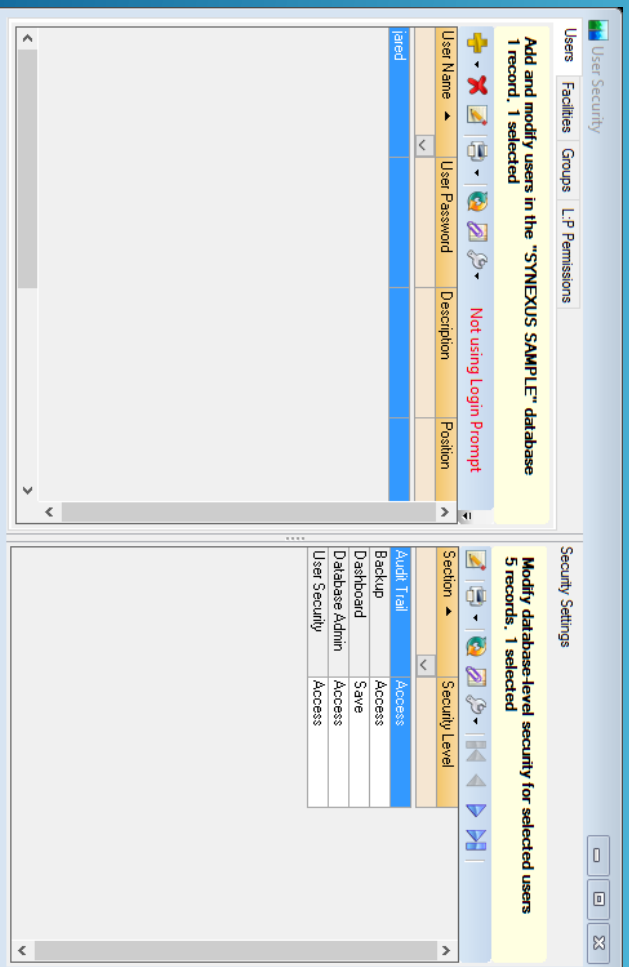 User Security
Users Facilities Groups L:P Permissions
Add and modify users in the "SYNEXUS SAMPLE" database
1 record, 1 selected
Not using Login Prompt
User Name User Password Description Position
jared
Security Settings
Modify database-level security for selected users
5 records, 1 selected
Section Security Level
Audit Trail Access
Backup Access
Dashboard Save
Database Admin Access
User Security Access